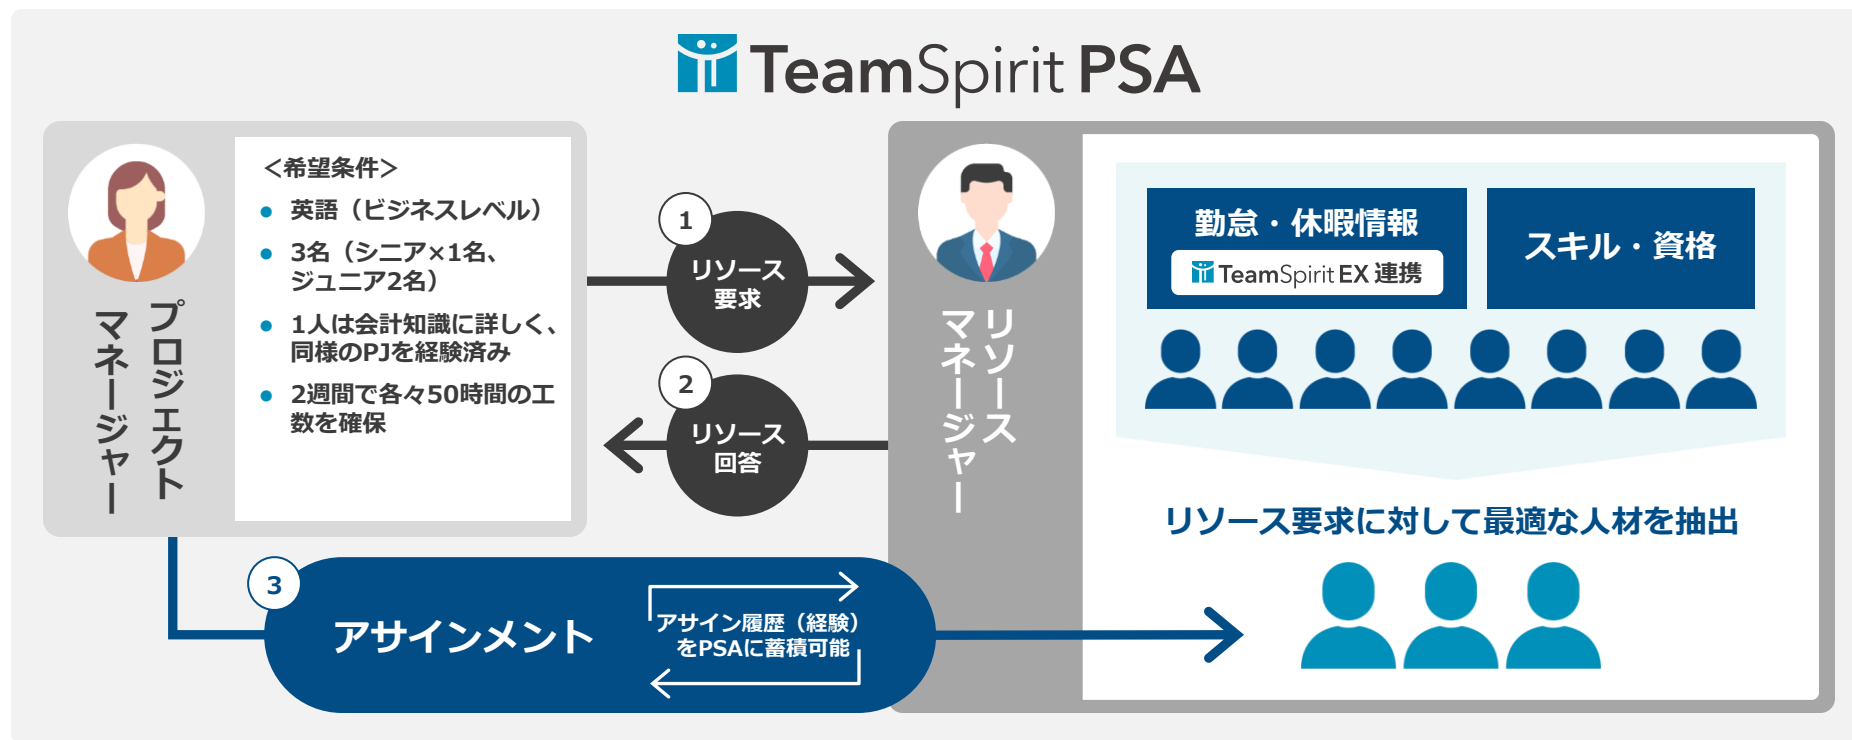 TeamSpirit PSA
プロジェクト
マネージャー
＜希望条件＞
● 英語（ビジネスレベル）
● 3名（シニア×1名、
ジュニア2名）
● 1人は会計知識に詳しく、
同様のPJを経験済み
● 2週間で各々50時間の工
数を確保
1
リソース
要求
2
リソース
回答
リソース
マネージャー
勤怠・休暇情報
TeamSpirit EX 連携
スキル・資格
リソース要求に対して最適な人材を抽出
3
アサインメント
アサイン履歴（経験）
をPSAに蓄積可能